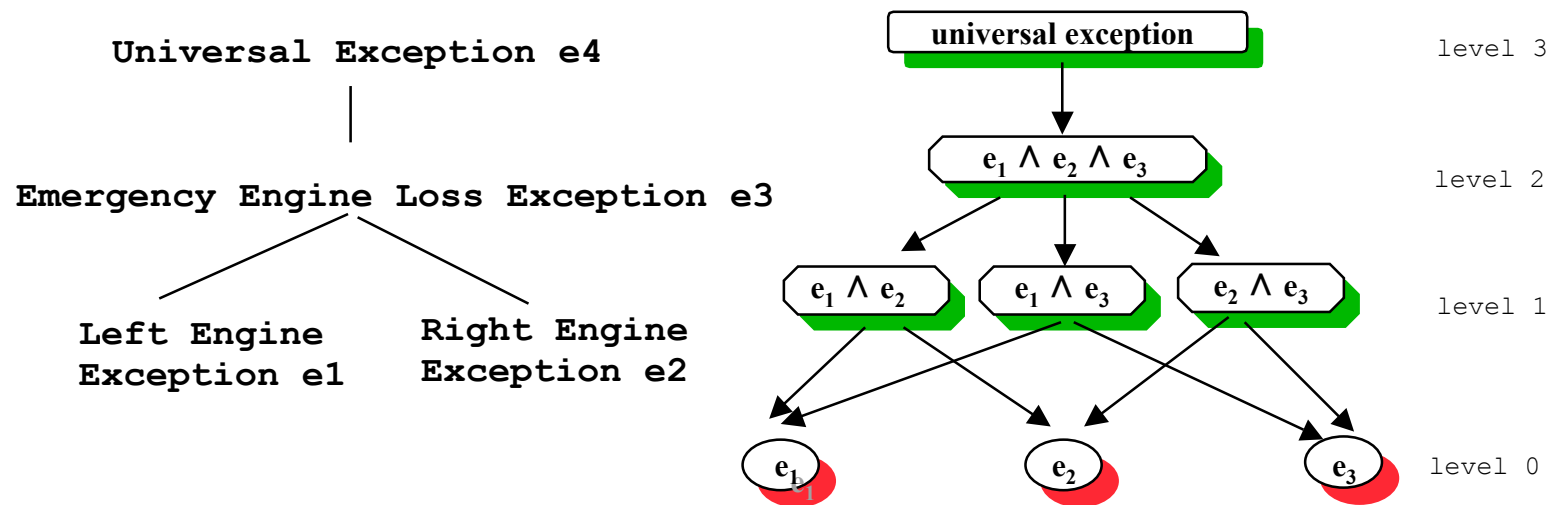 Universal Exception e4
Emergency Engine Loss Exception e3
Left Engine
Exception e1
Right Engine
Exception e2
universal exception
level 3
e₁ ∧ e₂ ∧ e₃
level 2
e₁ ∧ e₂
e₁ ∧ e₃
e₂ ∧ e₃
level 1
e₁
e₁
e₂
e₃
level 0